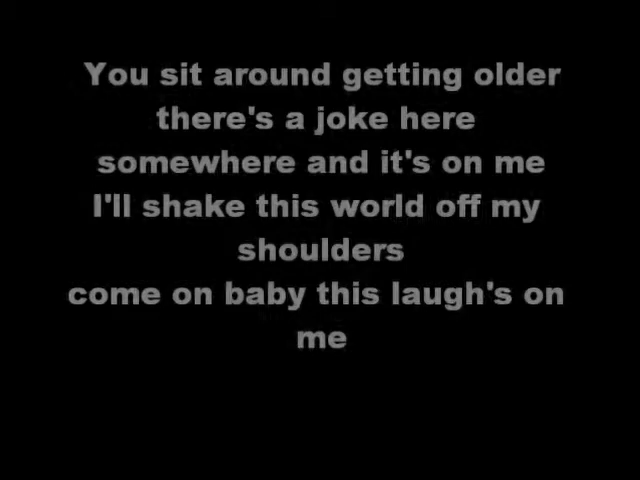 You sit around getting older
there's a joke here
somewhere and it's on me
I'll shake this world off my
shoulders
come on baby this laugh's on
me